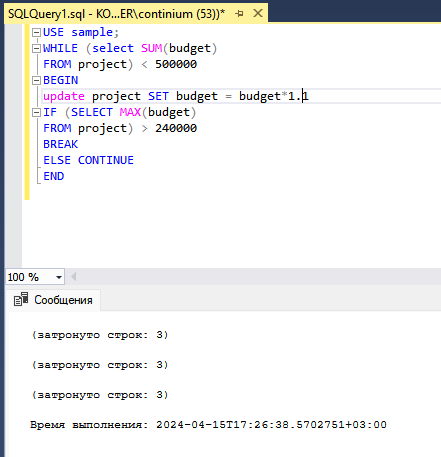 SQLQuery1.sql - KO...ER\continium (53))*
USE sample;
WHILE (select SUM(budget)
FROM project) < 500000
BEGIN
update project SET budget = budget*1.1
IF (SELECT MAX(budget)
FROM project) > 240000
BREAK
ELSE CONTINUE
END
100 %
Сообщения
(затронуто строк: 3)
(затронуто строк: 3)
(затронуто строк: 3)
Время выполнения: 2024-04-15T17:26:38.5702751+03:00